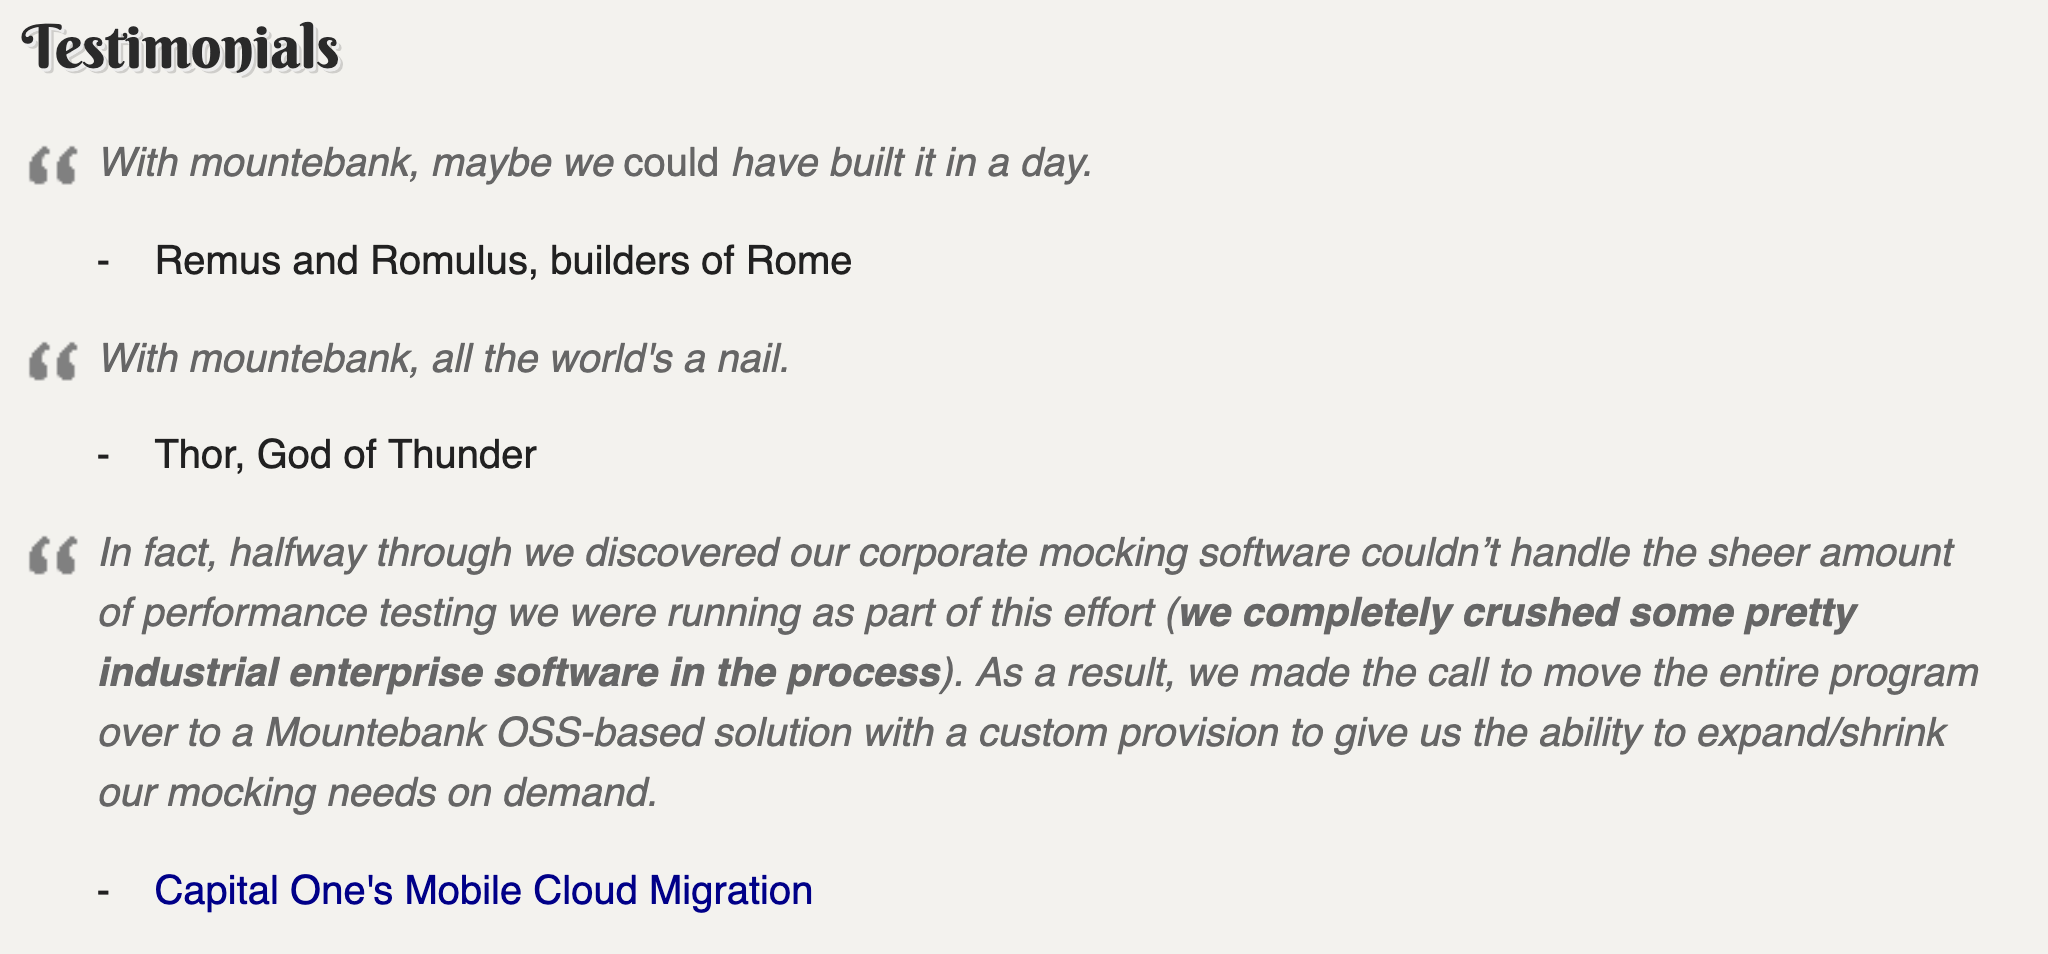 Testimonials
With mountebank, maybe we could have built it in a day.
- Remus and Romulus, builders of Rome
With mountebank, all the world's a nail.
- Thor, God of Thunder
In fact, halfway through we discovered our corporate mocking software couldn’t handle the sheer amount
of performance testing we were running as part of this effort (we completely crushed some pretty
industrial enterprise software in the process). As a result, we made the call to move the entire program
over to a Mountebank OSS-based solution with a custom provision to give us the ability to expand/shrink
our mocking needs on demand.
- Capital One's Mobile Cloud Migration